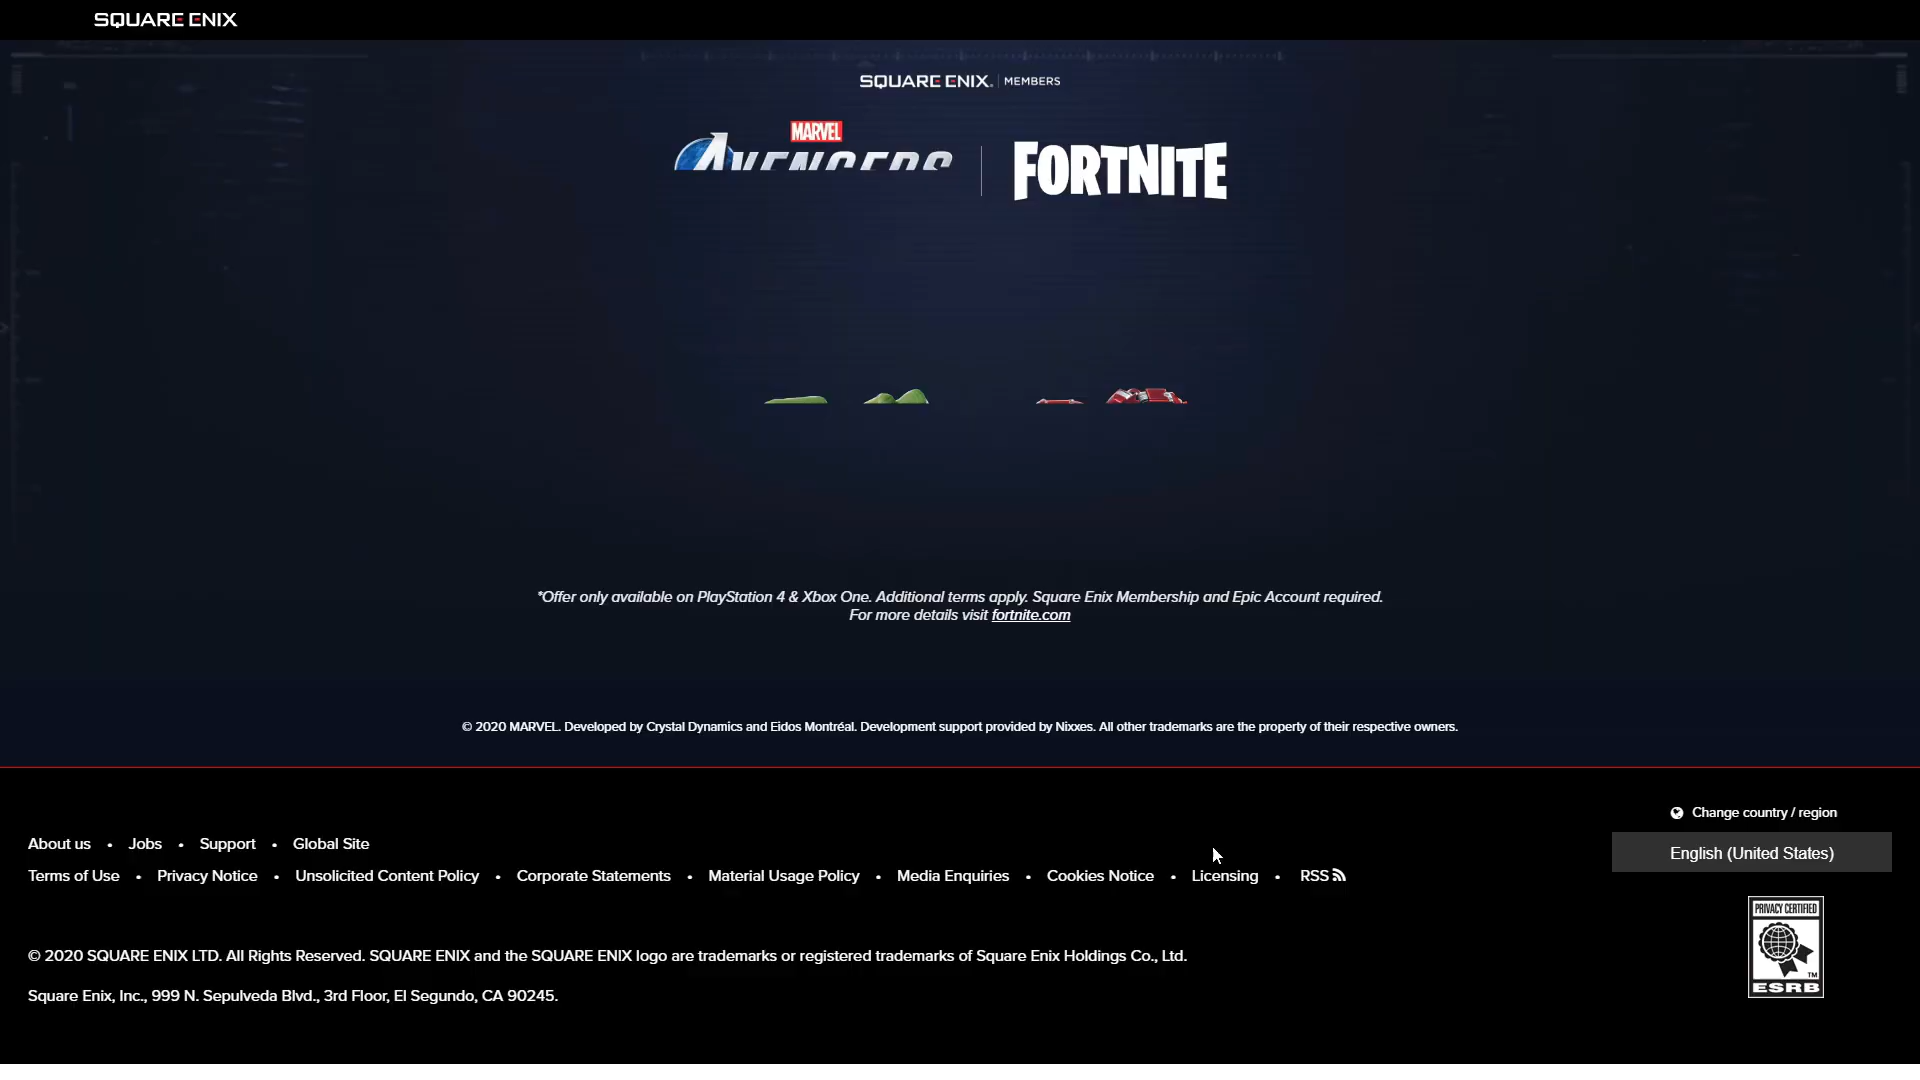 SQUARE ENIX
SQUARE ENIX. | MEMBERS
MARVEL
AVENGERS
FORTNITE
*Offer only available on PlayStation 4 & Xbox One. Additional terms apply. Square Enix Membership and Epic Account required.
For more details visit fortnite.com
© 2020 MARVEL. Developed by Crystal Dynamics and Eidos Montréal. Development support provided by Nixxes. All other trademarks are the property of their respective owners.
Change country / region
About us • Jobs • Support • Global Site
English (United States)
Terms of Use • Privacy Notice • Unsolicited Content Policy • Corporate Statements • Material Usage Policy • Media Enquiries • Cookies Notice • Licensing • RSS
PRIVACY CERTIFIED
TM
ESRB
© 2020 SQUARE ENIX LTD. All Rights Reserved. SQUARE ENIX and the SQUARE ENIX logo are trademarks or registered trademarks of Square Enix Holdings Co., Ltd.
Square Enix, Inc., 999 N. Sepulveda Blvd., 3rd Floor, El Segundo, CA 90245.